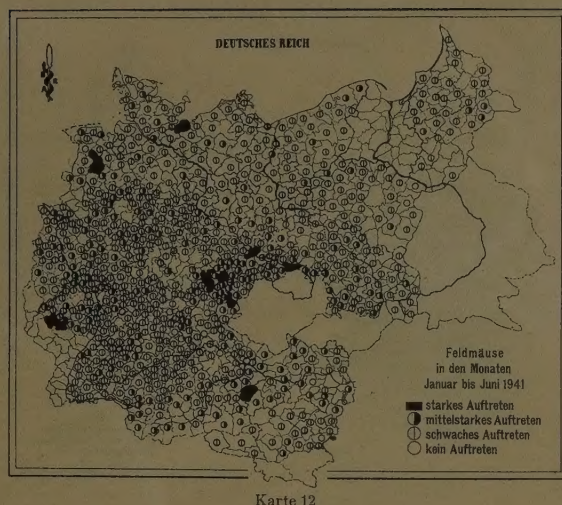 DEUTSCHES REICH
Feldmäuse
in den Monaten
Januar bis Juni 1941
starkes Auftreten
mittelstarkes Auftreten
schwaches Auftreten
kein Auftreten
Karte 12